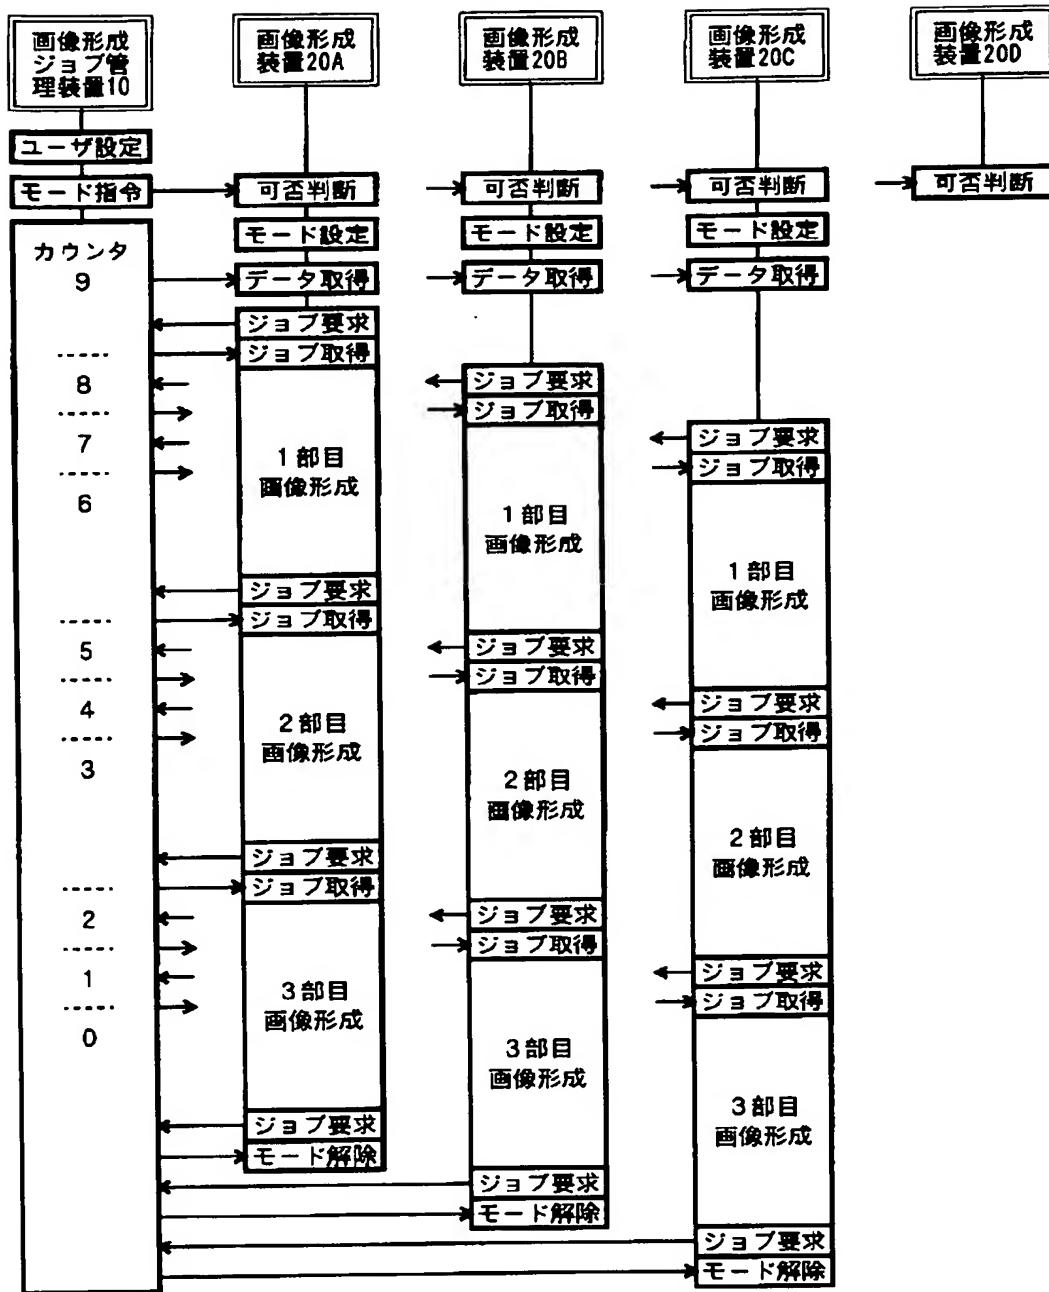 画像形成
ジョブ管
理装置10
ユーザ設定
モード指令
カウンタ
9
8
7
6
5
4
3
2
1
0
画像形成
装置20A
可否判断
モード設定
データ取得
ジョブ要求
ジョブ取得
1部目
画像形成
ジョブ要求
ジョブ取得
2部目
画像形成
ジョブ要求
ジョブ取得
3部目
画像形成
ジョブ要求
モード解除
画像形成
装置20B
可否判断
モード設定
データ取得
ジョブ要求
ジョブ取得
1部目
画像形成
ジョブ要求
ジョブ取得
2部目
画像形成
ジョブ要求
ジョブ取得
3部目
画像形成
ジョブ要求
モード解除
画像形成
装置20C
可否判断
モード設定
データ取得
ジョブ要求
ジョブ取得
1部目
画像形成
ジョブ要求
ジョブ取得
2部目
画像形成
ジョブ要求
ジョブ取得
3部目
画像形成
ジョブ要求
モード解除
画像形成
装置20D
可否判断